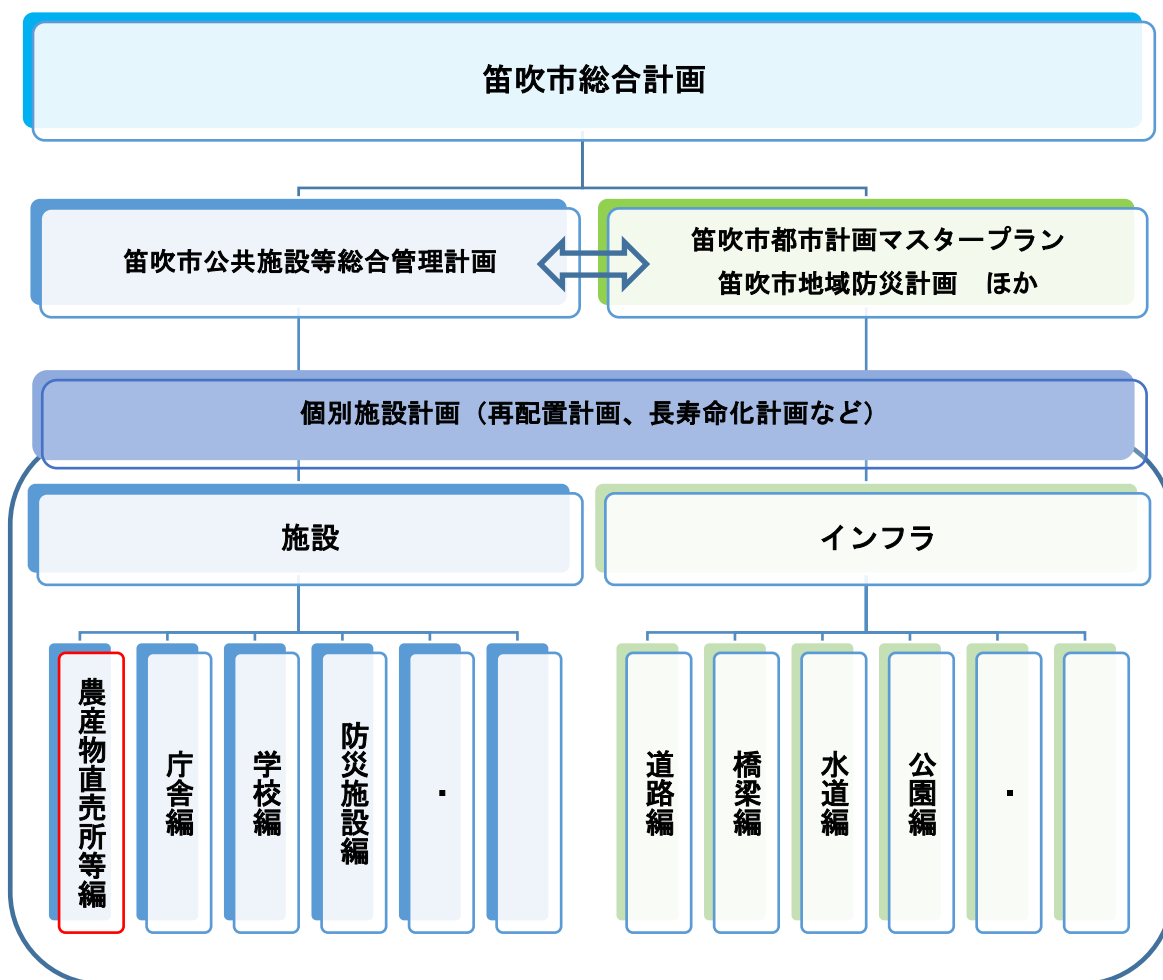 笛吹市総合計画
笛吹市公共施設等総合管理計画
笛吹市都市計画マスタープラン
笛吹市地域防災計画　ほか
個別施設計画（再配置計画、長寿命化計画など）
施設
インフラ
農産物直売所等編
庁舎編
学校編
防災施設編
・
道路編
橋梁編
水道編
公園編
・